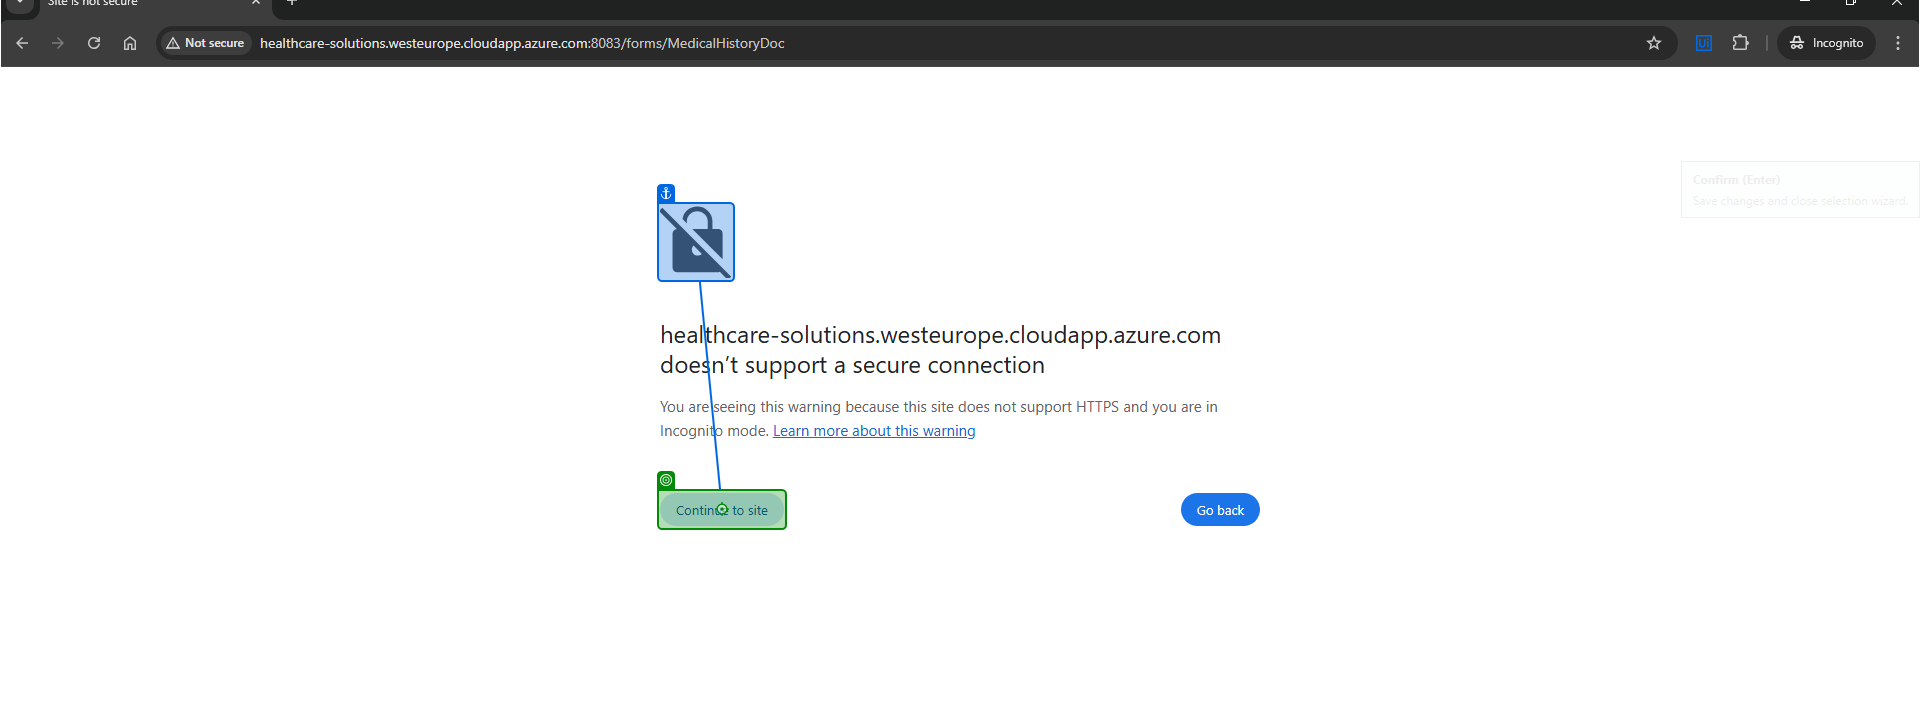 Site is not secure
Not secure
healthcare-solutions.westeurope.cloudapp.azure.com:8083/forms/MedicalHistoryDoc
Ui
Incognito
Confirm (Enter)
Save changes and close selection wizard.
healthcare-solutions.westeurope.cloudapp.azure.com
doesn’t support a secure connection
You are seeing this warning because this site does not support HTTPS and you are in
Incognito mode. Learn more about this warning
Continue to site
Go back